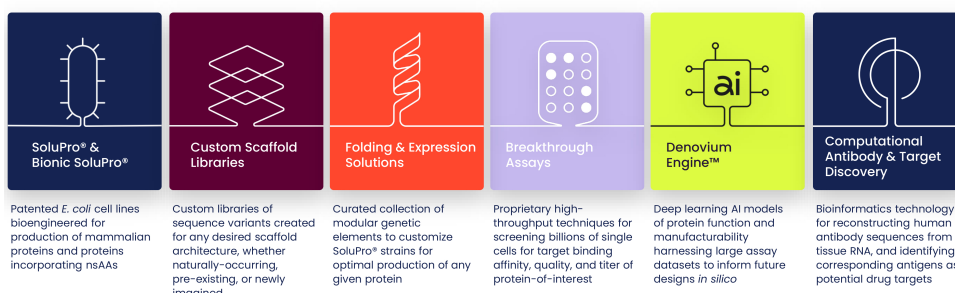 SoluPro® &
Bionic SoluPro®
Patented E. coli cell lines
bioengineered for
production of mammalian
proteins and proteins
incorporating nsAAs
Custom Scaffold
Libraries
Custom libraries of
sequence variants created
for any desired scaffold
architecture, whether
naturally-occurring,
pre-existing, or newly
imagined
Folding & Expression
Solutions
Curated collection of
modular genetic
elements to customize
SoluPro® strains for
optimal production of any
given protein
Breakthrough
Assays
Proprietary high-
throughput techniques for
screening billions of single
cells for target binding
affinity, quality, and titer of
protein-of-interest
ai
Denovium
Engine™
Deep learning AI models
of protein function and
manufacturability
harnessing large assay
datasets to inform future
designs in silico
Computational
Antibody & Target
Discovery
Bioinformatics technology
for reconstructing human
antibody sequences from
tissue RNA, and identifying
corresponding antigens as
potential drug targets